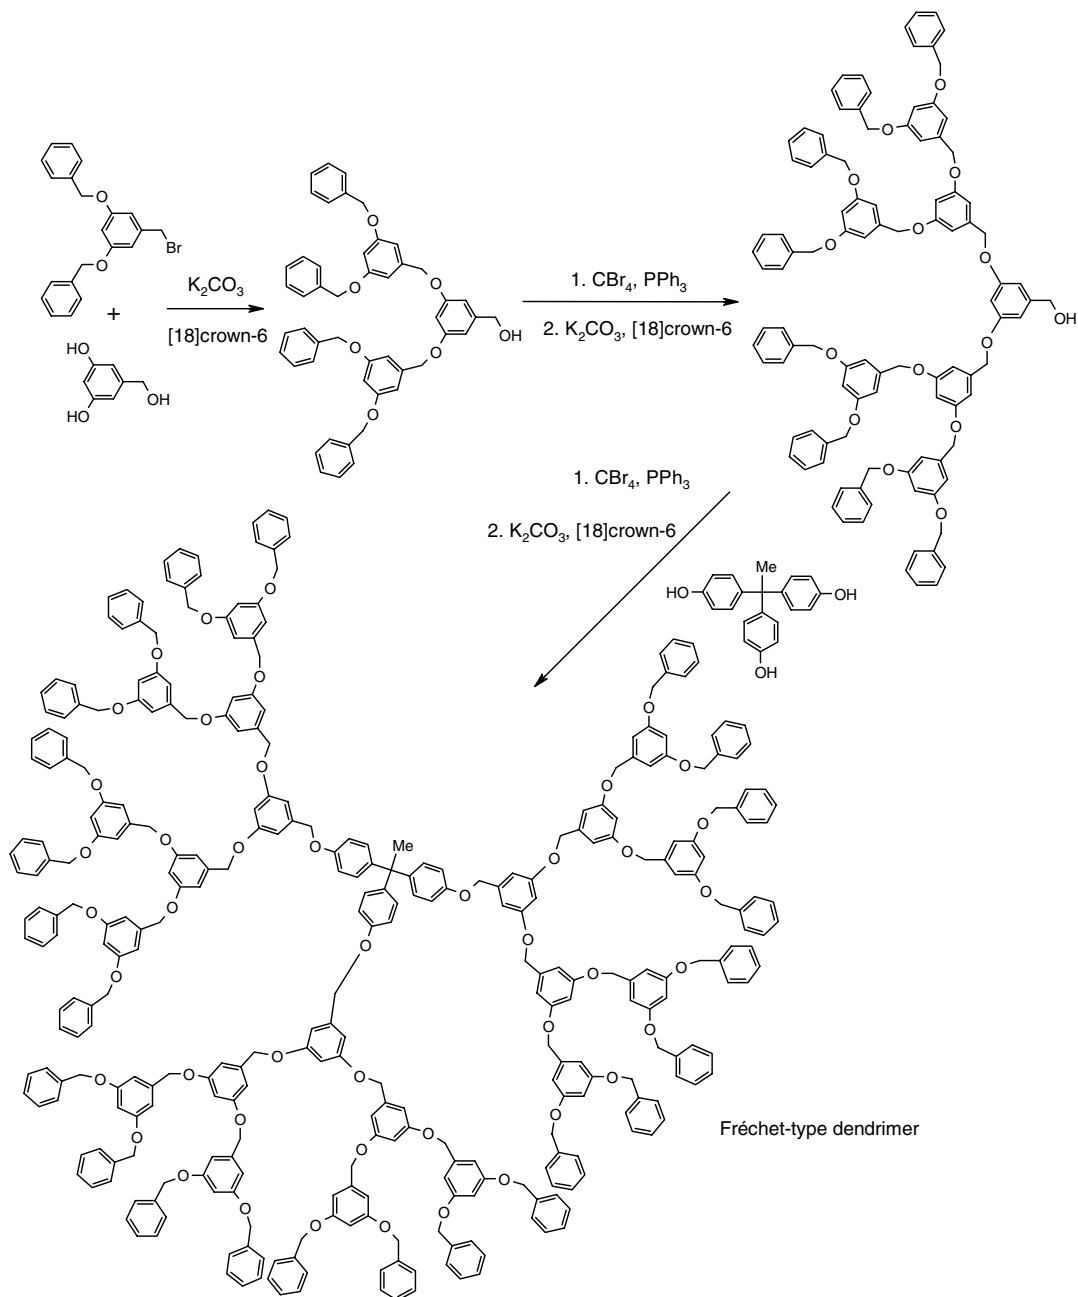 Br
+
K2CO3
[18]crown-6
HO
HO
OH
OH
1. CBr4, PPh3
2. K2CO3, [18]crown-6
OH
1. CBr4, PPh3
2. K2CO3, [18]crown-6
Me
HO
OH
OH
Me
Fréchet-type dendrimer